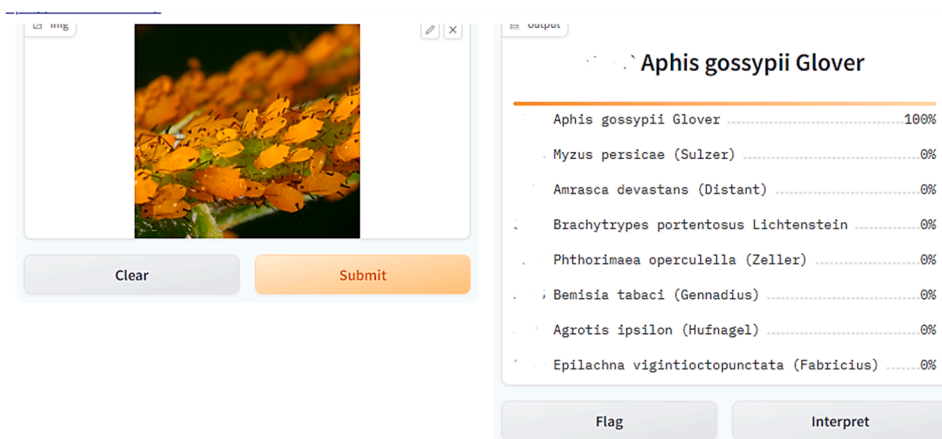 img
Clear
Submit
output
Aphis gossypii Glover
Aphis gossypii Glover 100%
Myzus persicae (Sulzer) 0%
Amrasca devastans (Distant) 0%
Brachytrypes portentosus Lichtenstein 0%
Phthorimaea operculella (Zeller) 0%
Bemisia tabaci (Gennadius) 0%
Agrotis ipsilon (Hufnagel) 0%
Epilachna vigintioctopunctata (Fabricius) 0%
Flag
Interpret